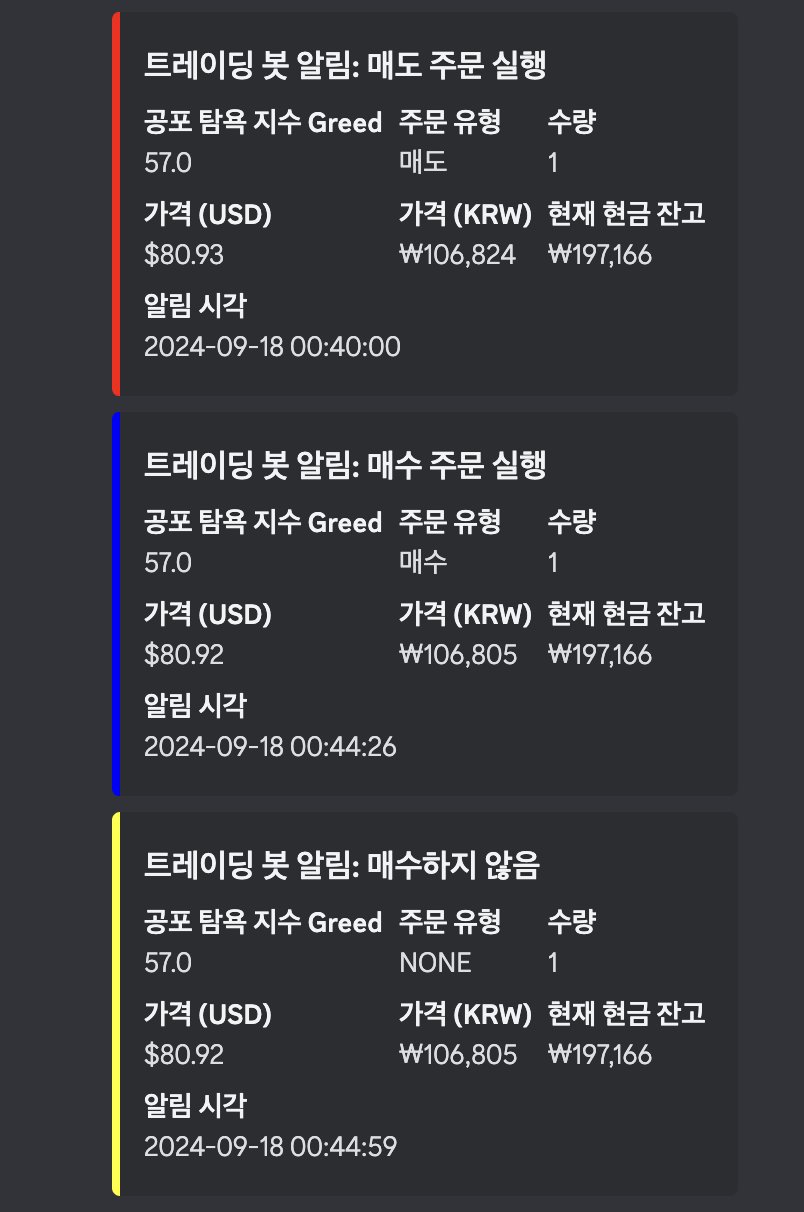 트레이딩 봇 알림: 매도 주문 실행
공포 탐욕 지수 Greed 주문 유형 수량
57.0 매도 1
가격 (USD) 가격 (KRW) 현재 현금 잔고
$80.93 ₩106,824 ₩197,166
알림 시각
2024-09-18 00:40:00
트레이딩 봇 알림: 매수 주문 실행
공포 탐욕 지수 Greed 주문 유형 수량
57.0 매수 1
가격 (USD) 가격 (KRW) 현재 현금 잔고
$80.92 ₩106,805 ₩197,166
알림 시각
2024-09-18 00:44:26
트레이딩 봇 알림: 매수하지 않음
공포 탐욕 지수 Greed 주문 유형 수량
57.0 NONE 1
가격 (USD) 가격 (KRW) 현재 현금 잔고
$80.92 ₩106,805 ₩197,166
알림 시각
2024-09-18 00:44:59